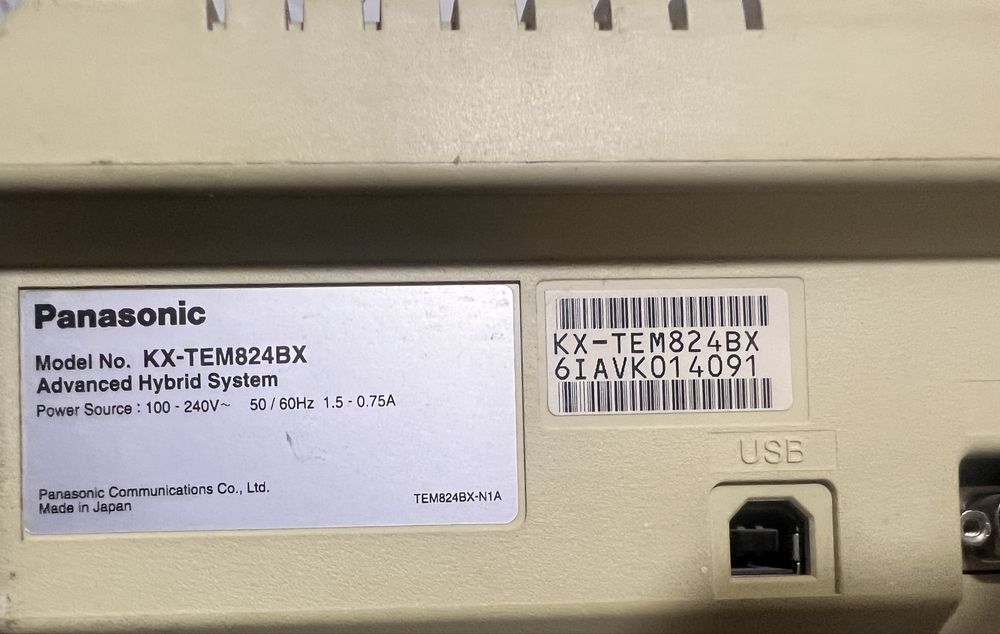 Panasonic
Model No. KX-TEM824BX
Advanced Hybrid System
Power Source : 100 - 240V~ 50 / 60Hz 1.5 - 0.75A
Panasonic Communications Co., Ltd.
Made in Japan
TEM824BX-N1A
KX-TEM824BX
6IAVK014091
USB